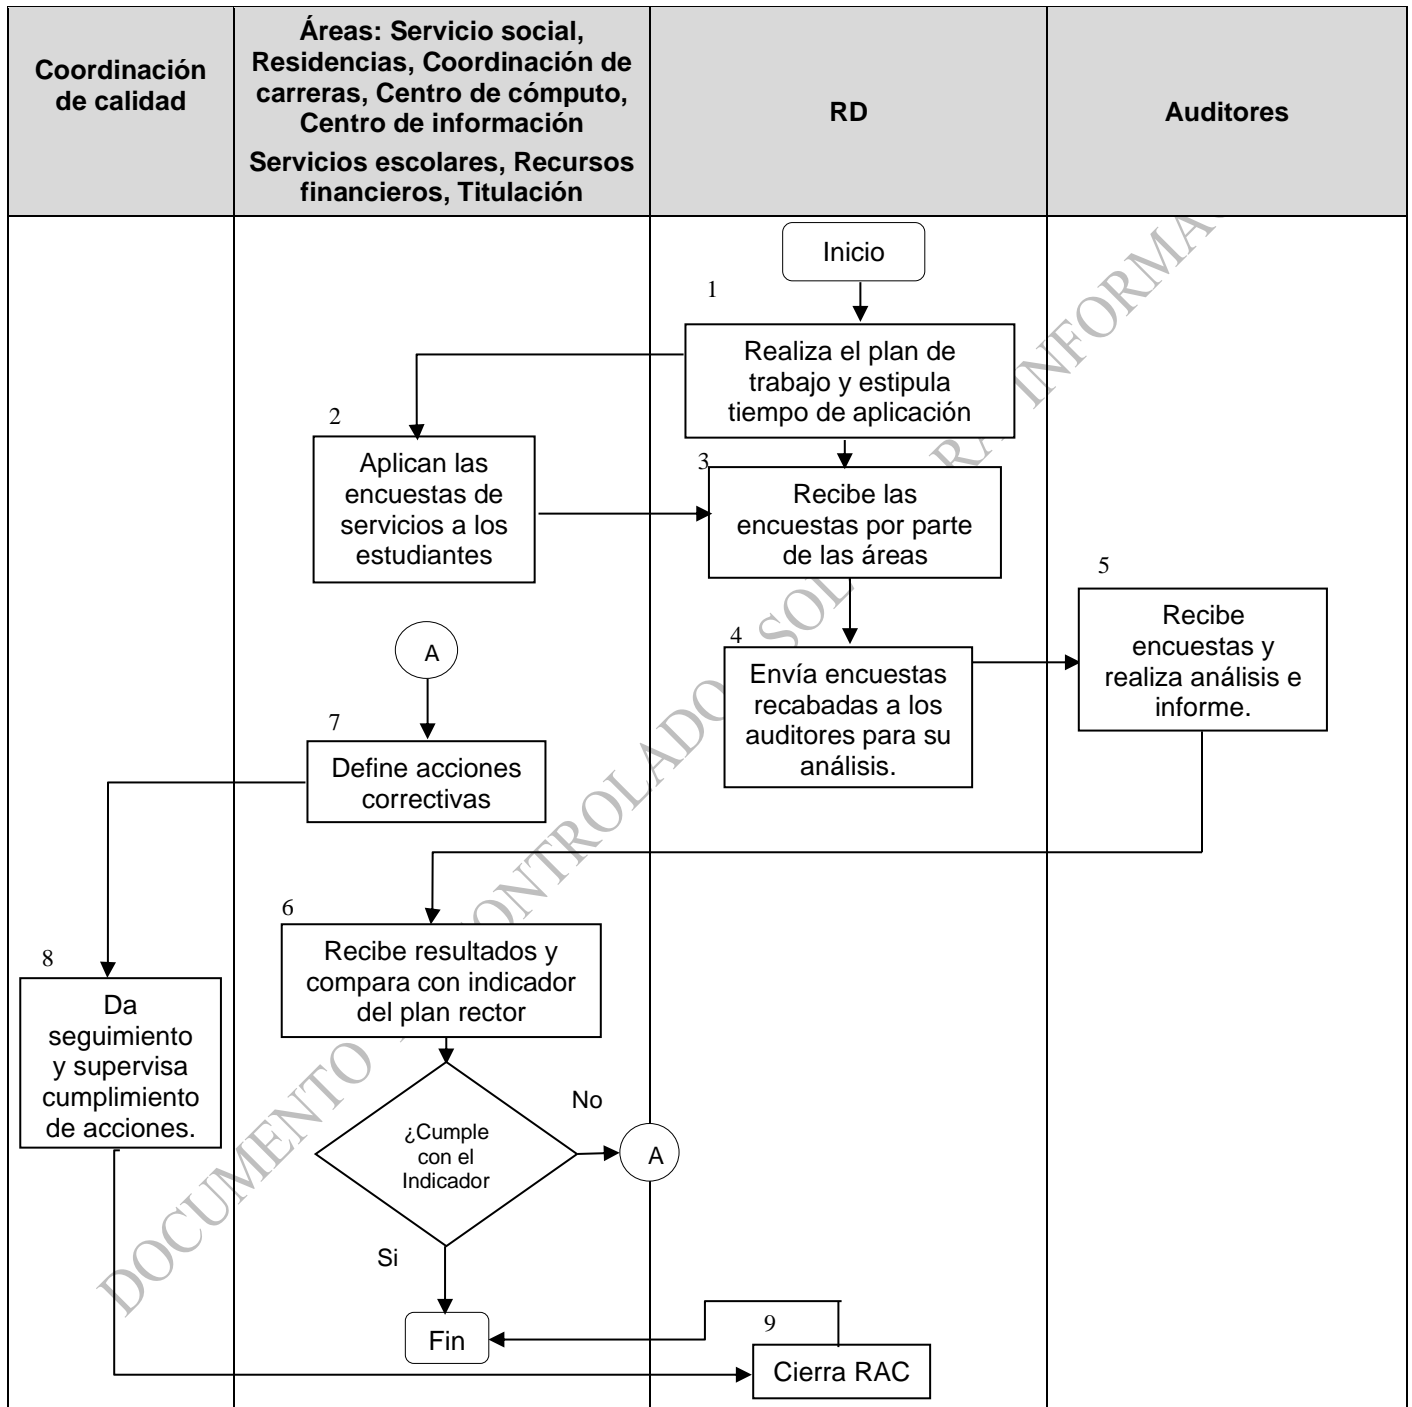 Coordinación
de calidad
Áreas: Servicio social,
Residencias, Coordinación de
carreras, Centro de cómputo,
Centro de información
Servicios escolares, Recursos
financieros, Titulación
RD
Auditores
Inicio
1
Realiza el plan de
trabajo y estipula
tiempo de aplicación
2
Aplican las
encuestas de
servicios a los
estudiantes
3
Recibe las
encuestas por parte
de las áreas
4
Envía encuestas
recabadas a los
auditores para su
análisis.
5
Recibe
encuestas y
realiza análisis e
informe.
A
7
Define acciones
correctivas
6
Recibe resultados y
compara con indicador
del plan rector
8
Da
seguimiento
y supervisa
cumplimiento
de acciones.
¿Cumple
con el
Indicador
No
A
Si
Fin
9
Cierra RAC
DOCUMENTO